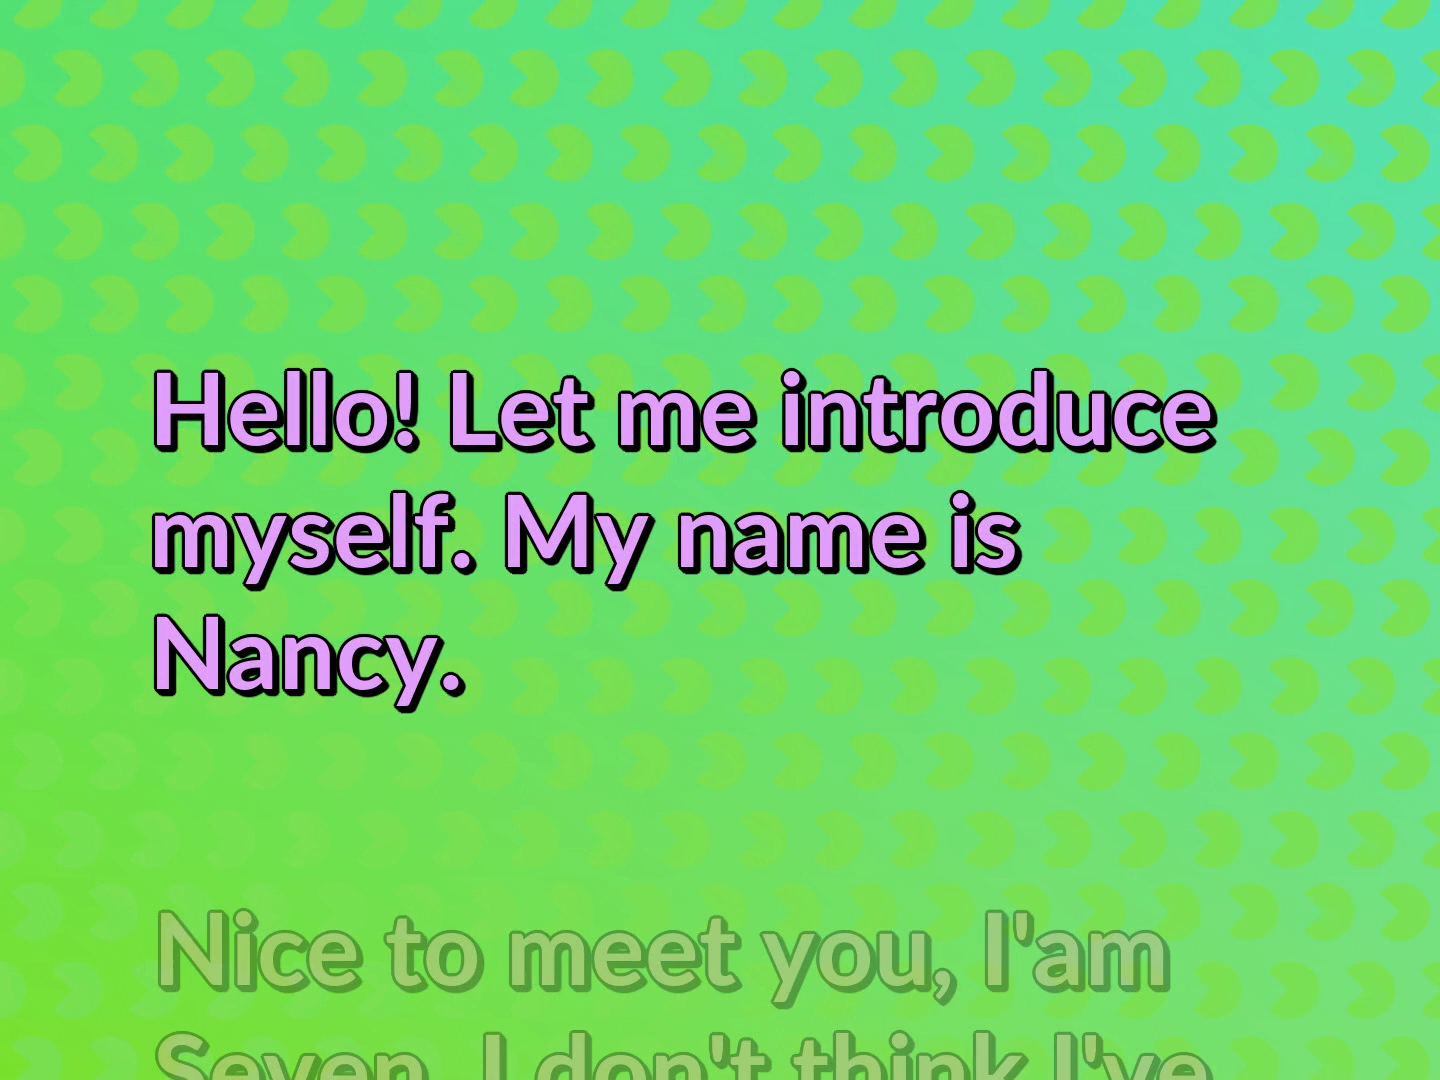 Hello! Let me introduce
myself. My name is
Nancy.
Nice to meet you, I'am
Seven. I don't think I've